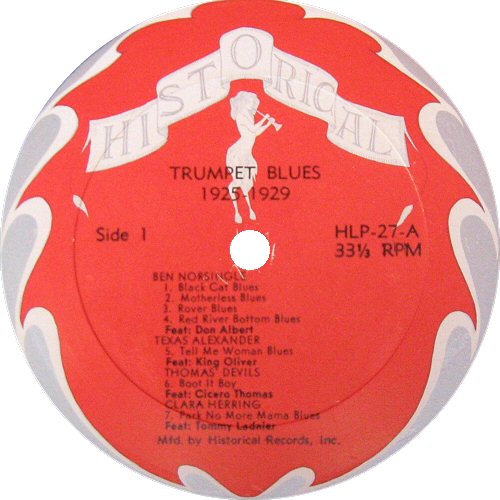 HISTORICAL
TRUMPET BLUES
1925-1929
Side 1
HLP-27-A
33⅓ RPM
BEN NORSINGLE
1. Black Cat Blues
2. Motherless Blues
3. Rover Blues
4. Red River Bottom Blues
Feat: Don Albert
TEXAS ALEXANDER
5. Tell Me Woman Blues
Feat: King Oliver
THOMAS' DEVILS
6. Boot It Boy
Feat: Cicero Thomas
CLARA HERRING
7. Park No More Mama Blues
Feat: Tommy Ladnier
Mfd. by Historical Records, Inc.